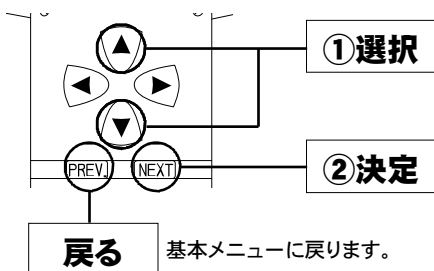 ①選択
PREV.
NEXT
②決定
戻る
基本メニューに戻ります。